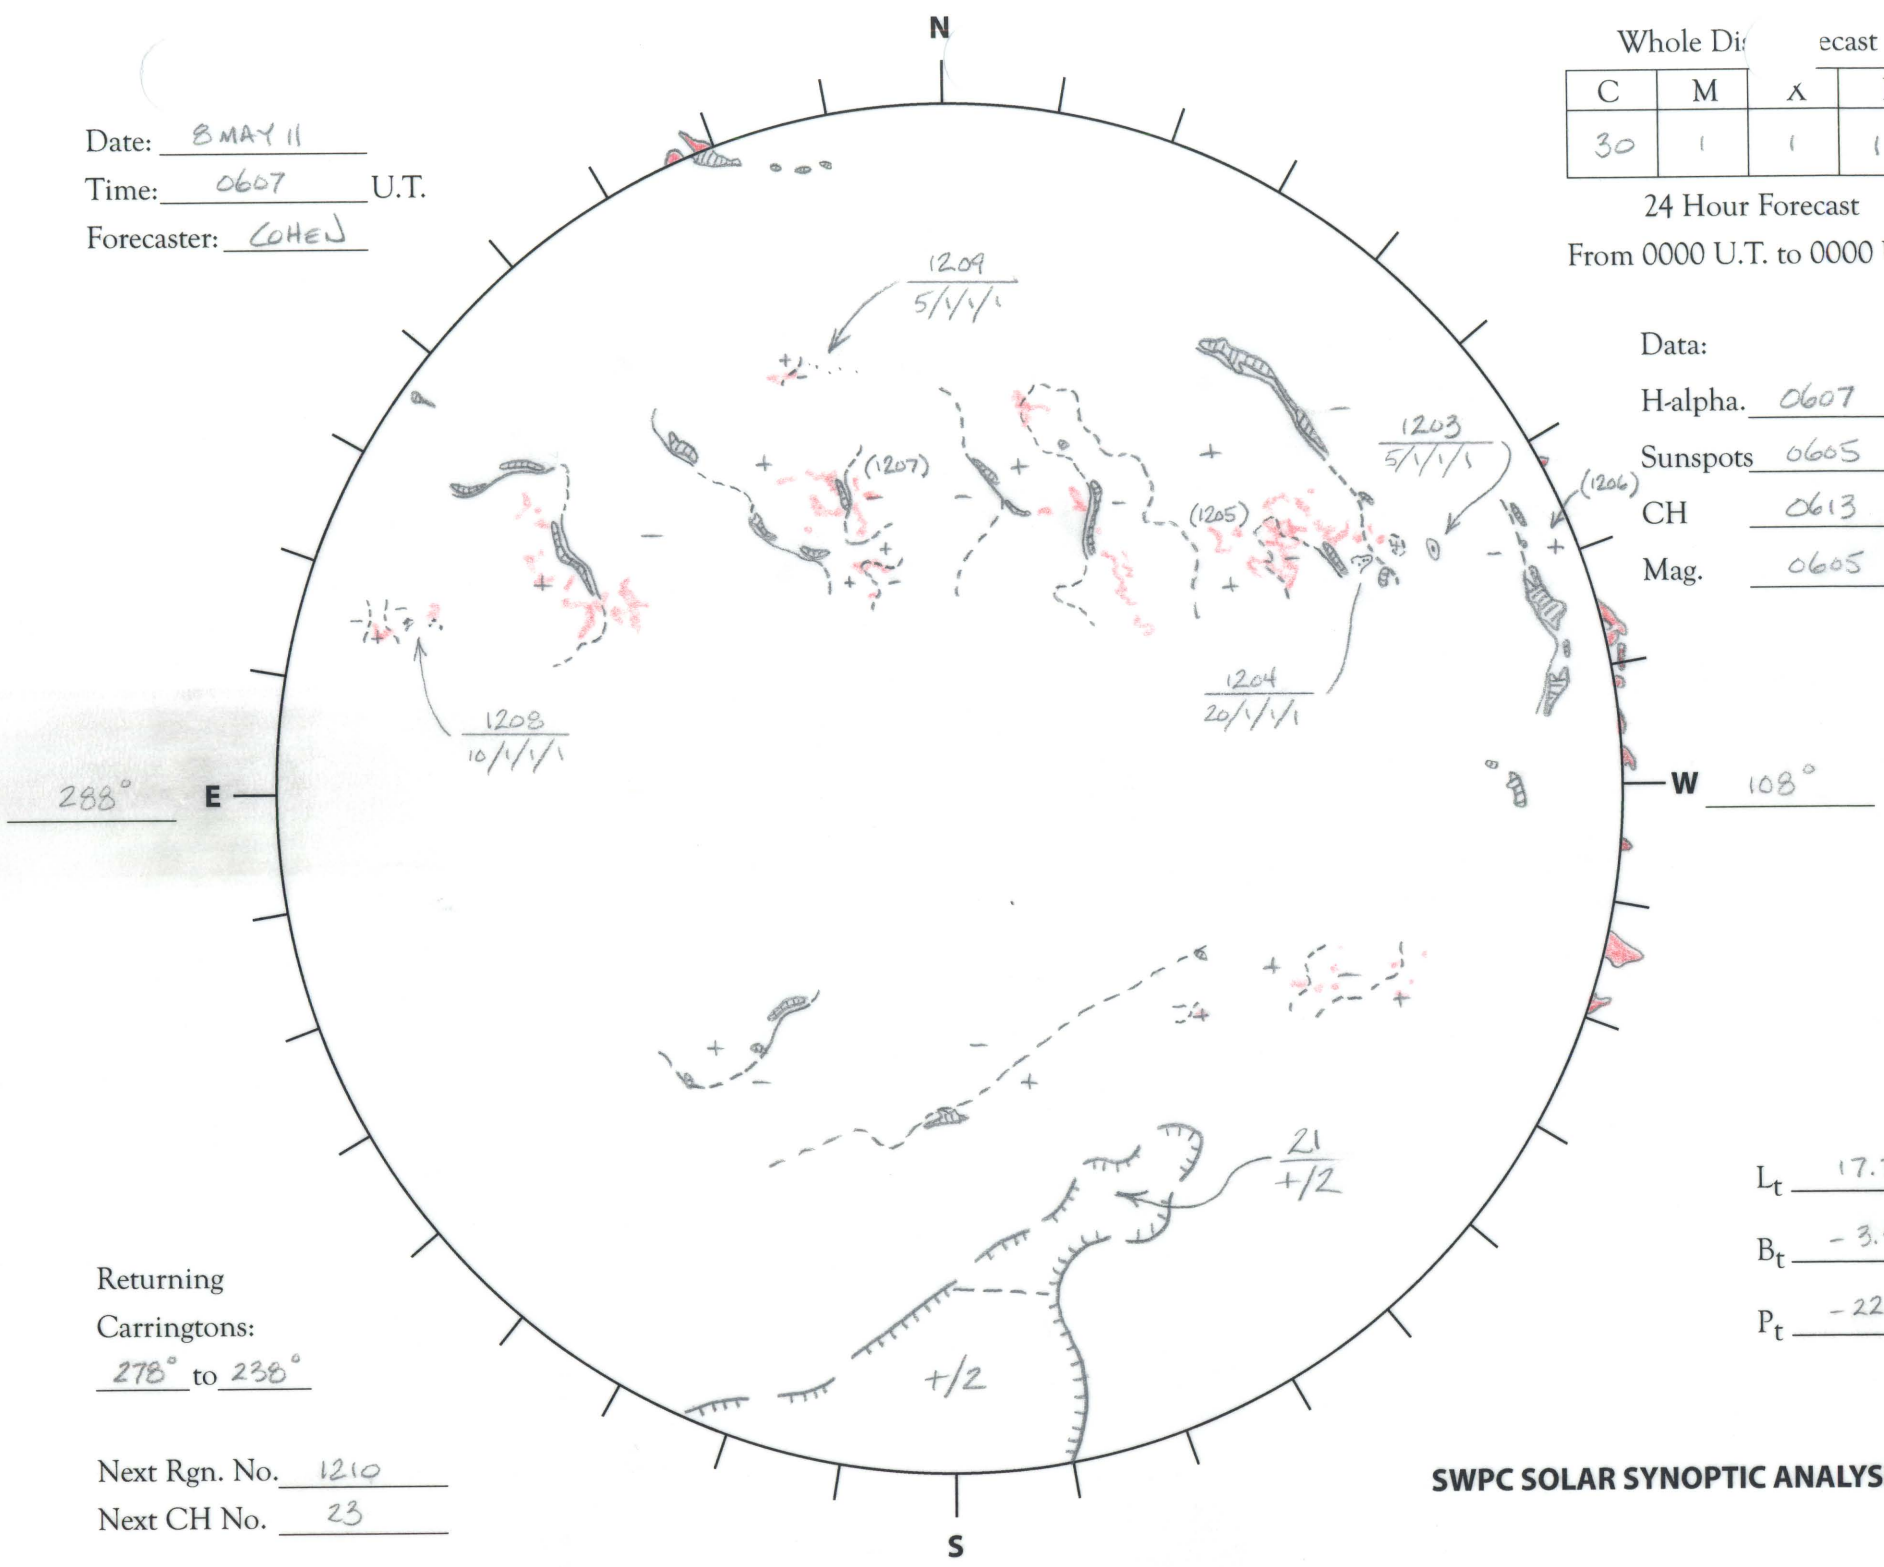 N
Date: 8 MAY 11
Time: 0607 U.T.
Forecaster: COHEN
Whole Dis ecast
C M X
30 1 1 1
24 Hour Forecast
From 0000 U.T. to 0000
Data:
H-alpha. 0607
Sunspots 0605
CH 0613
Mag. 0605
1209
5/1/1/1
1203
5/1/1/1
(1206)
(1207)
(1205)
1204
20/1/1/1
1208
10/1/1/1
288° E
W 108°
21
+/2
+/2
Lt 17.
Bt - 3.
Pt - 22
Returning
Carringtons:
278° to 238°
Next Rgn. No. 1210
Next CH No. 23
SWPC SOLAR SYNOPTIC ANALYS
S